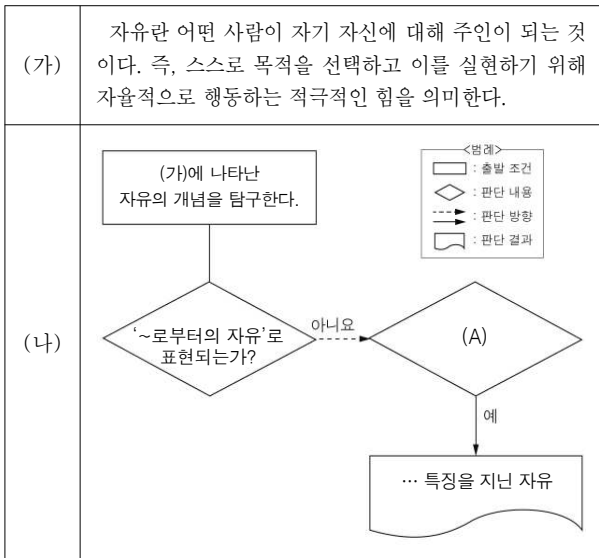 (가)
자유란 어떤 사람이 자기 자신에 대해 주인이 되는 것
이다. 즉, 스스로 목적을 선택하고 이를 실현하기 위해
자율적으로 행동하는 적극적인 힘을 의미한다.
(나)
(가)에 나타난
자유의 개념을 탐구한다.
<범례>
: 출발 조건
: 판단 내용
: 판단 방향
: 판단 결과
‘~로부터의 자유’로
표현되는가?
아니요
(A)
예
… 특징을 지닌 자유